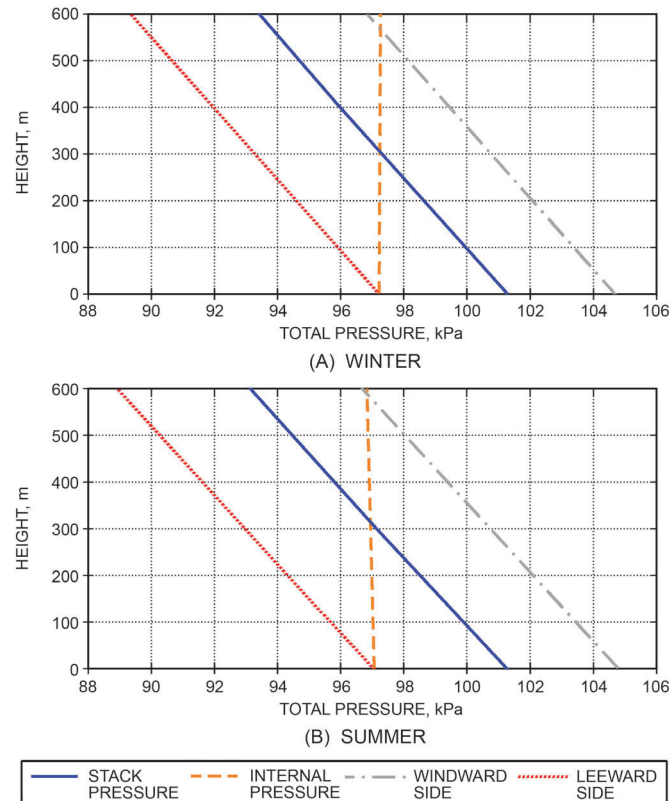 600
500
400
300
200
100
0
HEIGHT, m
88 90 92 94 96 98 100 102 104 106
TOTAL PRESSURE, kPa
(A) WINTER
600
500
400
300
200
100
0
HEIGHT, m
88 90 92 94 96 98 100 102 104 106
TOTAL PRESSURE, kPa
(B) SUMMER
STACK PRESSURE
INTERNAL PRESSURE
WINDWARD SIDE
LEEWARD SIDE